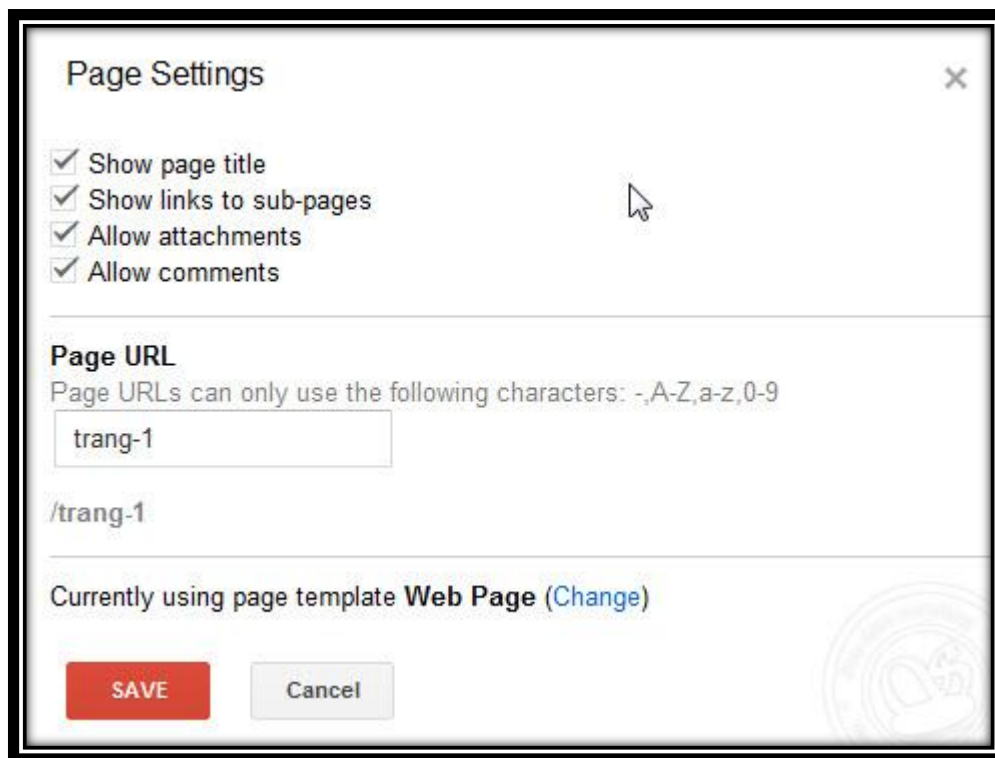 Page Settings
Show page title
Show links to sub-pages
Allow attachments
Allow comments
Page URL
Page URLs can only use the following characters: -,A-Z,a-z,0-9
trang-1
/trang-1
Currently using page template Web Page (Change)
SAVE
Cancel